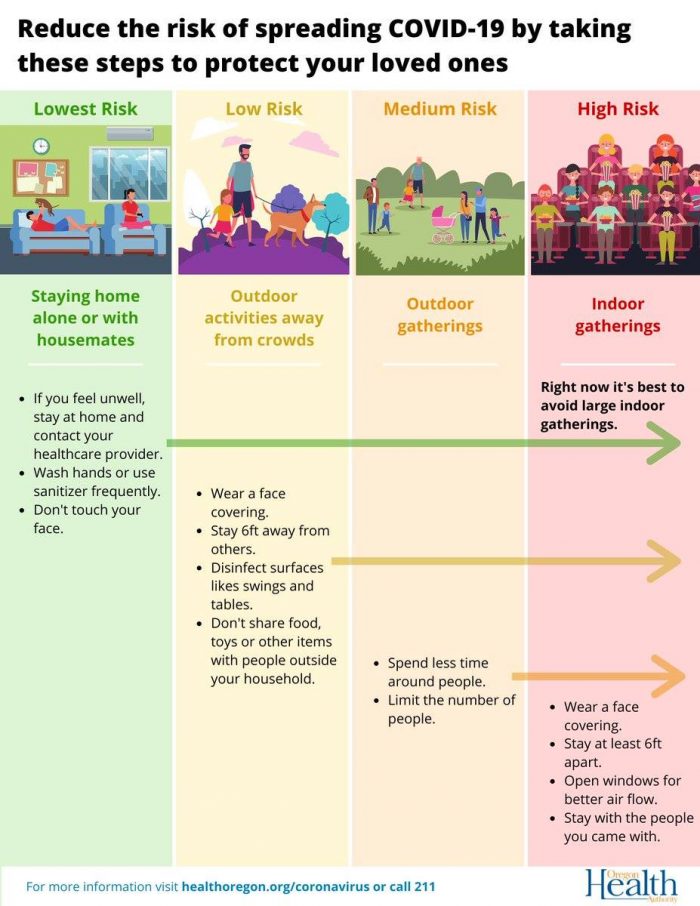 Reduce the risk of spreading COVID-19 by taking
these steps to protect your loved ones
Lowest Risk
Staying home
alone or with
housemates
• If you feel unwell,
stay at home and
contact your
healthcare provider.
• Wash hands or use
sanitizer frequently.
• Don't touch your
face.
Low Risk
Outdoor
activities away
from crowds
• Wear a face
covering.
• Stay 6ft away from
others.
• Disinfect surfaces
likes swings and
tables.
• Don't share food,
toys or other items
with people outside
your household.
Medium Risk
Outdoor
gatherings
• Spend less time
around people.
• Limit the number of
people.
High Risk
Indoor
gatherings
Right now it's best to
avoid large indoor
gatherings.
• Wear a face
covering.
• Stay at least 6ft
apart.
• Open windows for
better air flow.
• Stay with the people
you came with.
For more information visit healthoregon.org/coronavirus or call 211
Oregon
Health
Authority